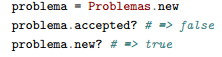 problema = Problemas.new
problema.accepted? # => false
problema.new? # => true